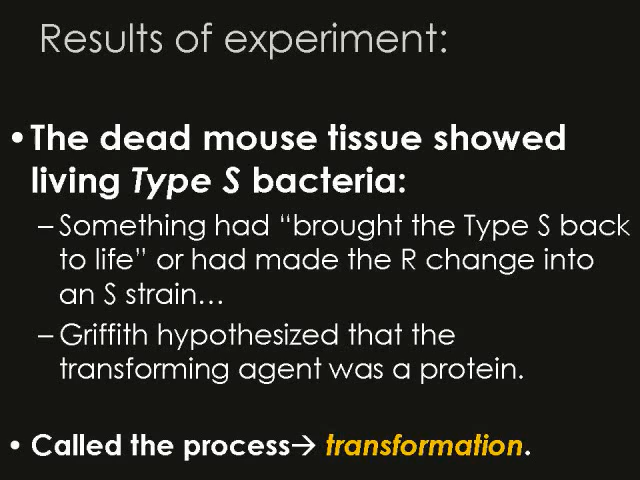 Results of experiment:
•The dead mouse tissue showed
living Type S bacteria:
–Something had “brought the Type S back
to life” or had made the R change into
an S strain…
–Griffith hypothesized that the
transforming agent was a protein.
• Called the process→ transformation.